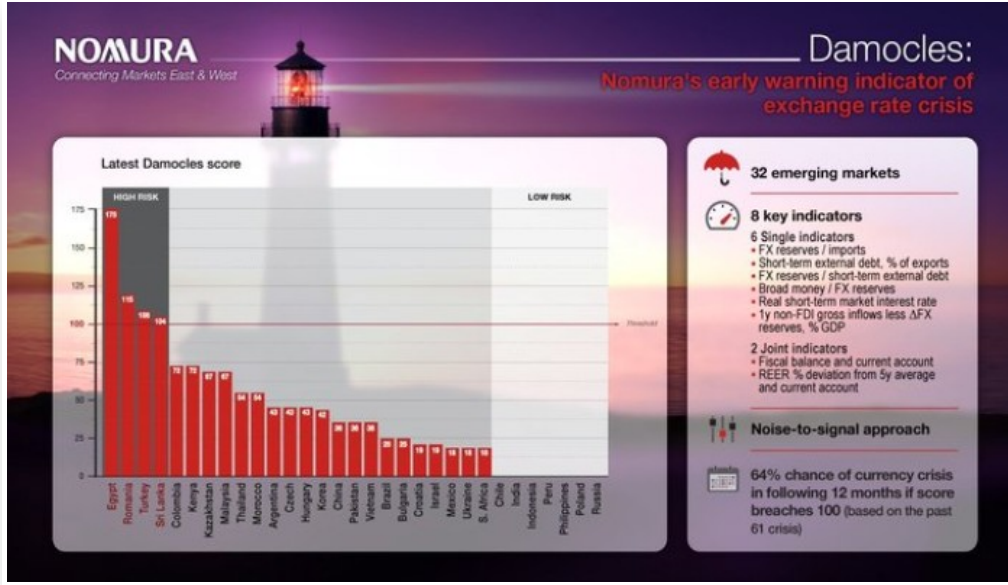 NOMURA
Connecting Markets East & West
Damocles:
Nomura's early warning indicator of
exchange rate crisis
Latest Damocles score
HIGH RISK
LOW RISK
175
150
125
100
75
50
25
0
Threshold
115
104
54
54
42
Egypt
Romania
Turkey
Sri Lanka
Colombia
Kenya
Kazakhstan
Malaysia
Thailand
Morocco
Argentina
Czech
Hungary
Korea
China
Pakistan
Vietnam
Brazil
Bulgaria
Croatia
Israel
Mexico
Ukraine
S. Africa
Chile
India
Indonesia
Peru
Philippines
Poland
Russia
32 emerging markets
8 key indicators
6 Single indicators
• FX reserves / imports
• Short-term external debt, % of exports
• FX reserves / short-term external debt
• Broad money / FX reserves
• Real short-term market interest rate
• 1y non-FDI gross inflows less ΔFX
reserves, % GDP
2 Joint indicators
• Fiscal balance and current account
• REER % deviation from 5y average
and current account
Noise-to-signal approach
64% chance of currency crisis
in following 12 months if score
breaches 100 (based on the past
61 crisis)